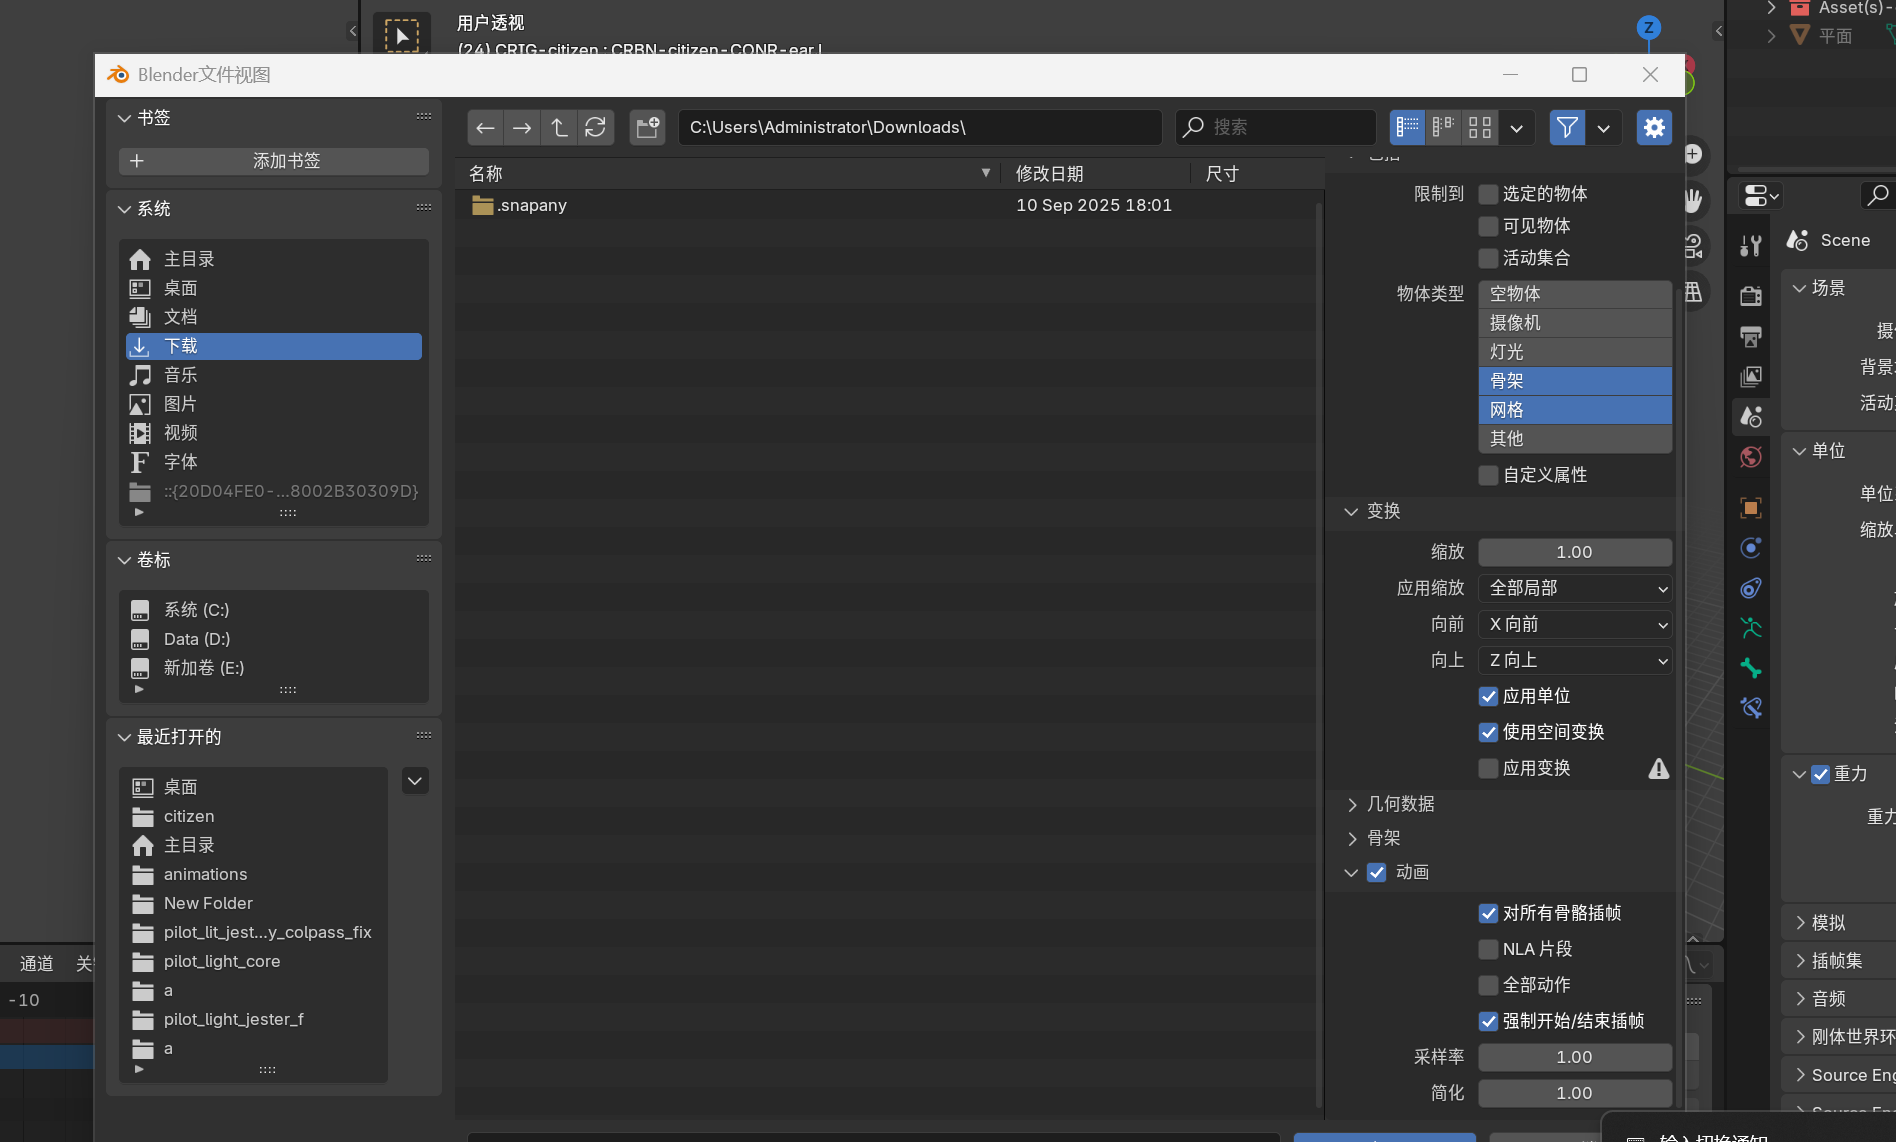 用户透视
(24) CRIG-citizen : CRBN-citizen-CONR-ear_l
Z
Asset(s)-
平面
Blender文件视图
书签
添加书签
系统
主目录
桌面
文档
下载
音乐
图片
视频
字体
::{20D04FE0-...8002B30309D}
卷标
系统 (C:)
Data (D:)
新加卷 (E:)
最近打开的
桌面
citizen
主目录
animations
New Folder
pilot_lit_jest...y_colpass_fix
pilot_light_core
a
pilot_light_jester_f
a
C:\Users\Administrator\Downloads\
搜索
名称
修改日期
尺寸
.snapany
10 Sep 2025 18:01
限制到
选定的物体
可见物体
活动集合
物体类型
空物体
摄像机
灯光
骨架
网格
其他
自定义属性
变换
缩放
1.00
应用缩放
全部局部
向前
X 向前
向上
Z 向上
应用单位
使用空间变换
应用变换
几何数据
骨架
动画
对所有骨骼插帧
NLA 片段
全部动作
强制开始/结束插帧
采样率
1.00
简化
1.00
通道
关
-10
Scene
场景
摄
背景
活动
单位
单位
缩放
重力
重力
模拟
插帧集
音频
刚体世界环
Source Eng
输入切换通知